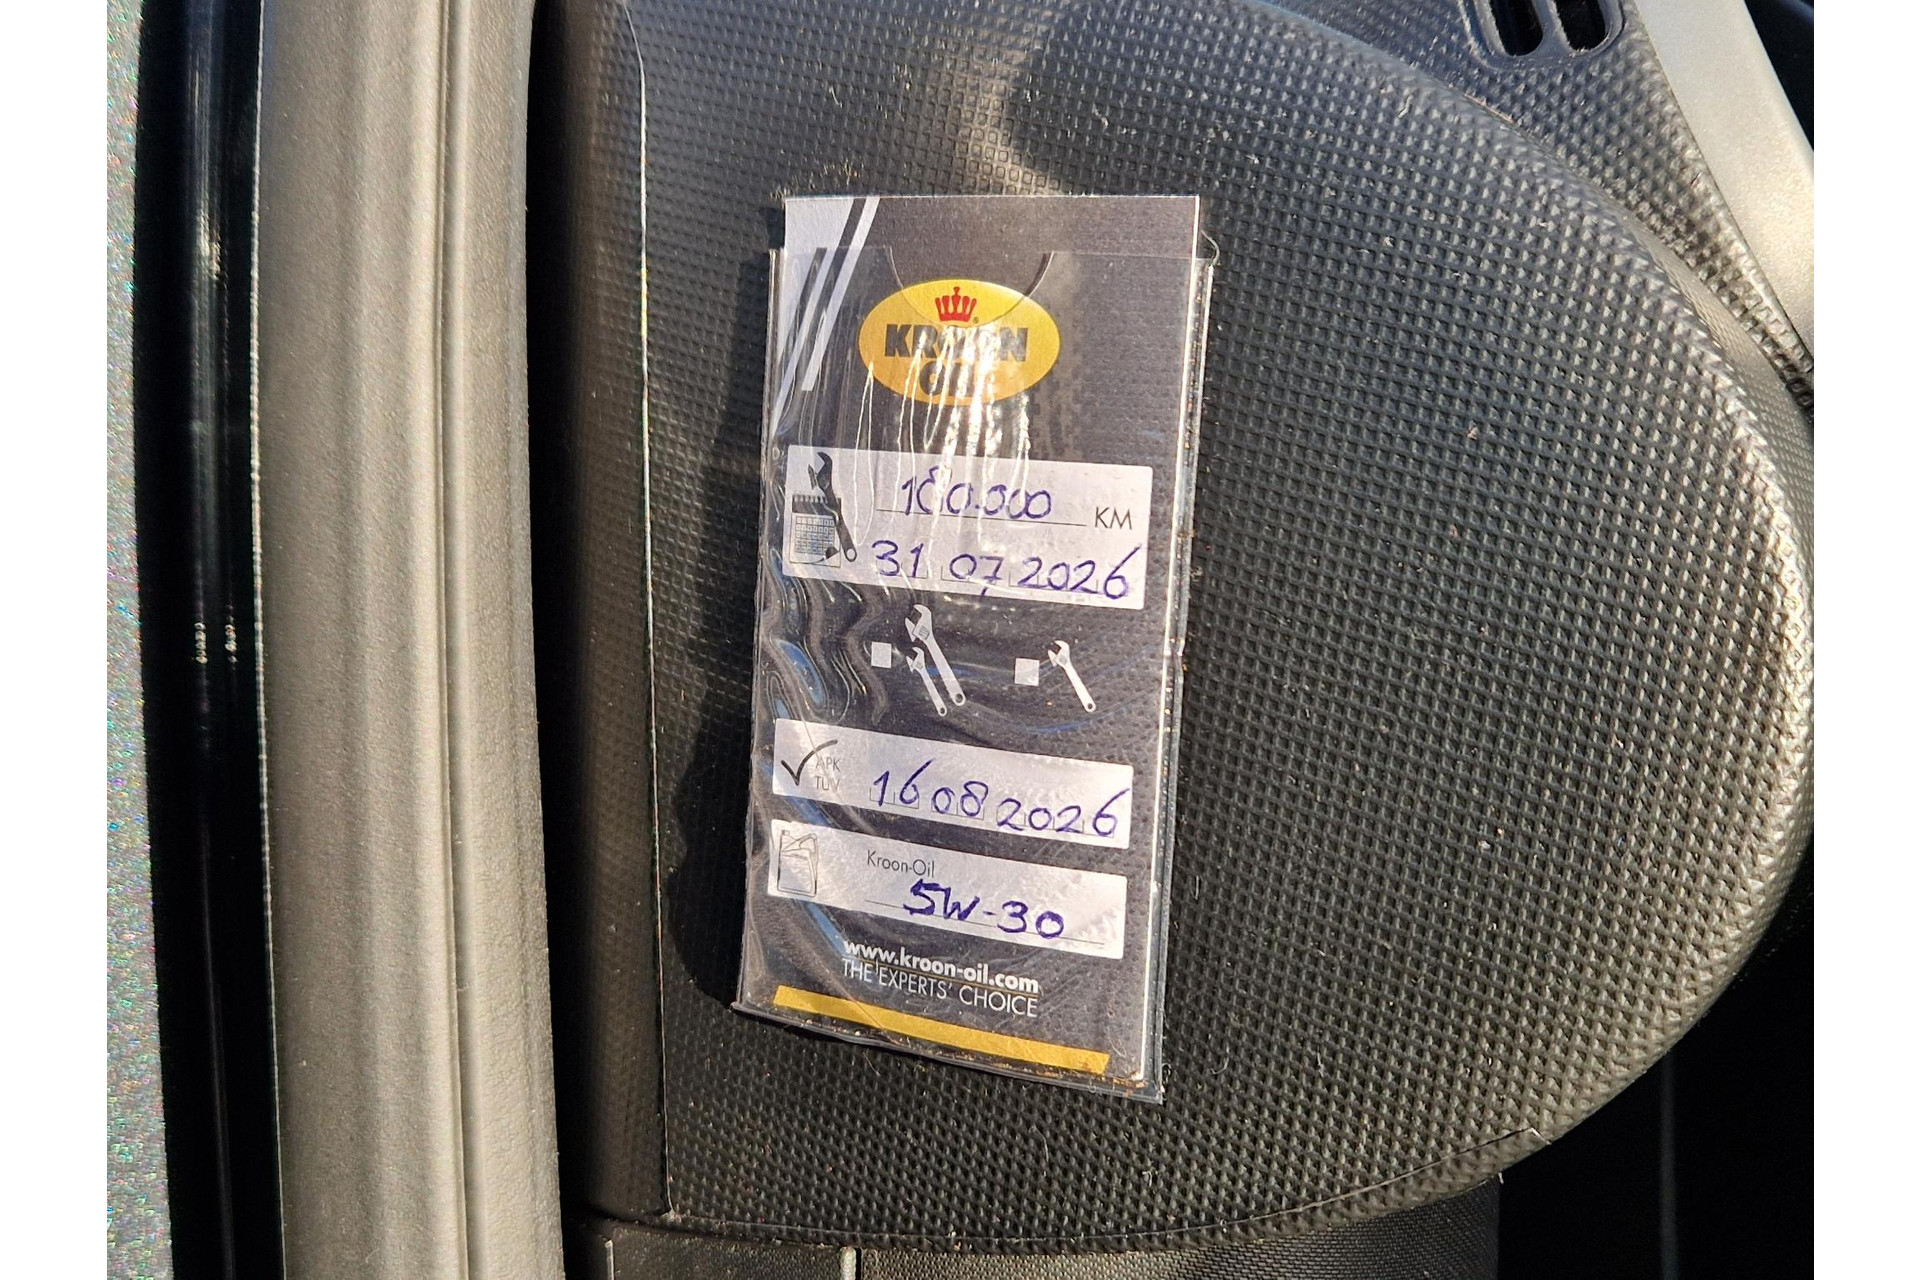 KROON
OIL
180.000 KM
31 07 2026
APK
TÜV
16 08 2026
Kroon-Oil
5W-30
www.kroon-oil.com
THE EXPERTS' CHOICE